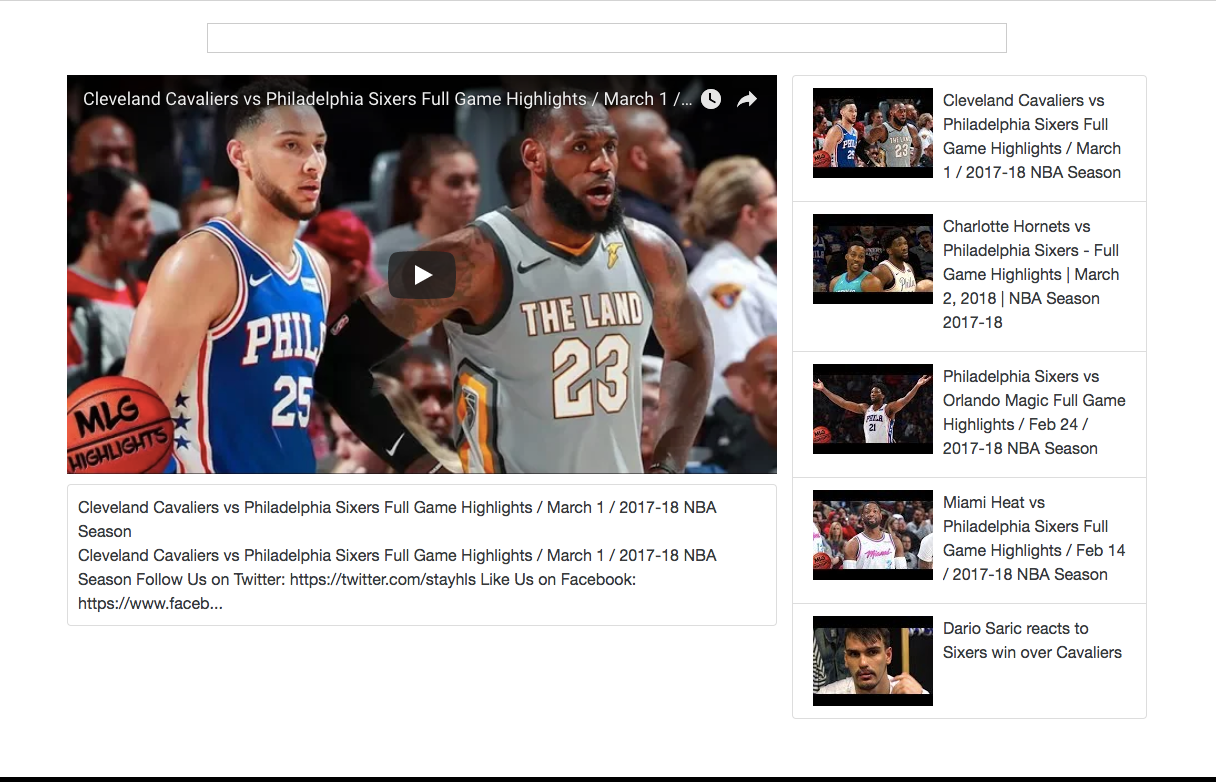 Cleveland Cavaliers vs Philadelphia Sixers Full Game Highlights / March 1 /...
PHIL
25
THE LAND
23
MLG
HIGHLIGHTS
Cleveland Cavaliers vs Philadelphia Sixers Full Game Highlights / March 1 / 2017-18 NBA
Season
Cleveland Cavaliers vs Philadelphia Sixers Full Game Highlights / March 1 / 2017-18 NBA
Season Follow Us on Twitter: https://twitter.com/stayhls Like Us on Facebook:
https://www.faceb...
PHIL
25
23
Cleveland Cavaliers vs
Philadelphia Sixers Full
Game Highlights / March
1 / 2017-18 NBA Season
Charlotte Hornets vs
Philadelphia Sixers - Full
Game Highlights | March
2, 2018 | NBA Season
2017-18
PHILA
21
Philadelphia Sixers vs
Orlando Magic Full Game
Highlights / Feb 24 /
2017-18 NBA Season
Miami
Miami Heat vs
Philadelphia Sixers Full
Game Highlights / Feb 14
/ 2017-18 NBA Season
Dario Saric reacts to
Sixers win over Cavaliers